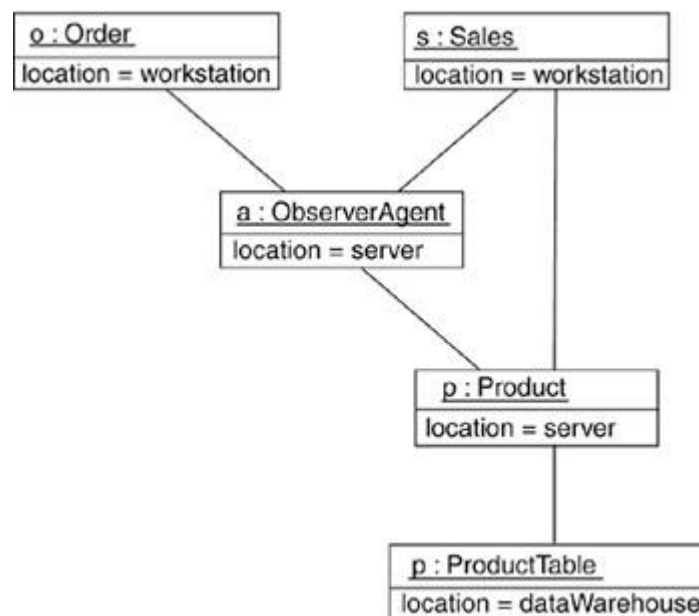 o : Order
location = workstation
s : Sales
location = workstation
a : ObserverAgent
location = server
p : Product
location = server
p : ProductTable
location = dataWarehouse